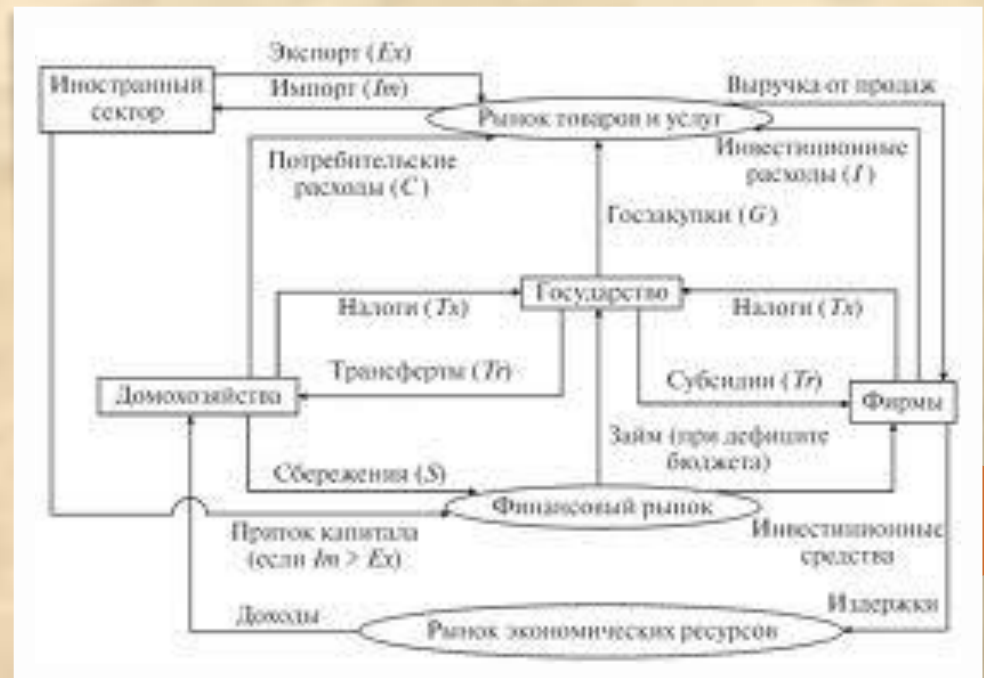 Экспорт (Ex)
Иностранный
сектор
Импорт (Im)
Выручка от продаж
Рынок товаров и услуг
Потребительские
расходы (C)
Инвестиционные
расходы (I)
Госзакупки (G)
Государство
Налоги (Tx)
Налоги (Tx)
Трансферты (Tr)
Субсидии (Tr)
Домохозяйства
Фирмы
Займ (при дефиците
бюджета)
Сбережения (S)
Финансовый рынок
Приток капитала
(если Im > Ex)
Инвестиционные
средства
Доходы
Издержки
Рынок экономических ресурсов